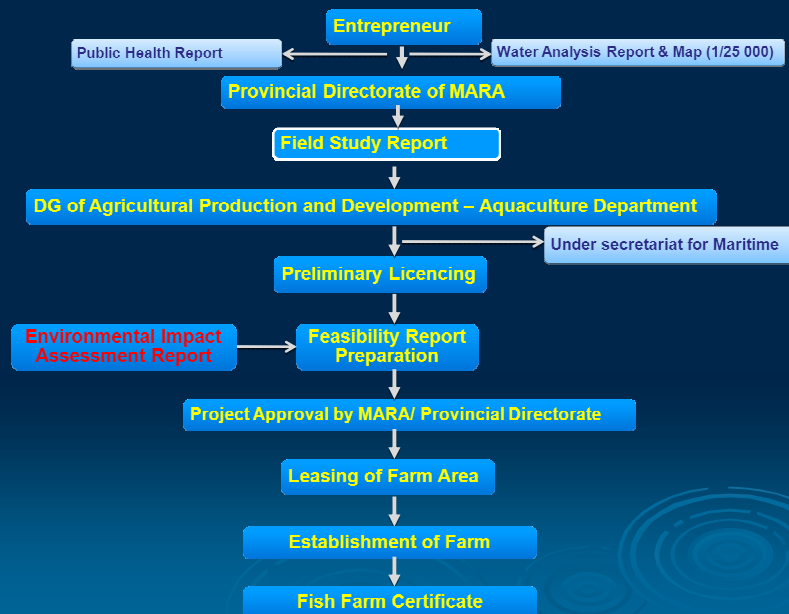 Entrepreneur
Public Health Report
Water Analysis Report & Map (1/25 000)
Provincial Directorate of MARA
Field Study Report
DG of Agricultural Production and Development – Aquaculture Department
Under secretariat for Maritime
Preliminary Licencing
Environmental Impact
Assessment Report
Feasibility Report
Preparation
Project Approval by MARA/ Provincial Directorate
Leasing of Farm Area
Establishment of Farm
Fish Farm Certificate